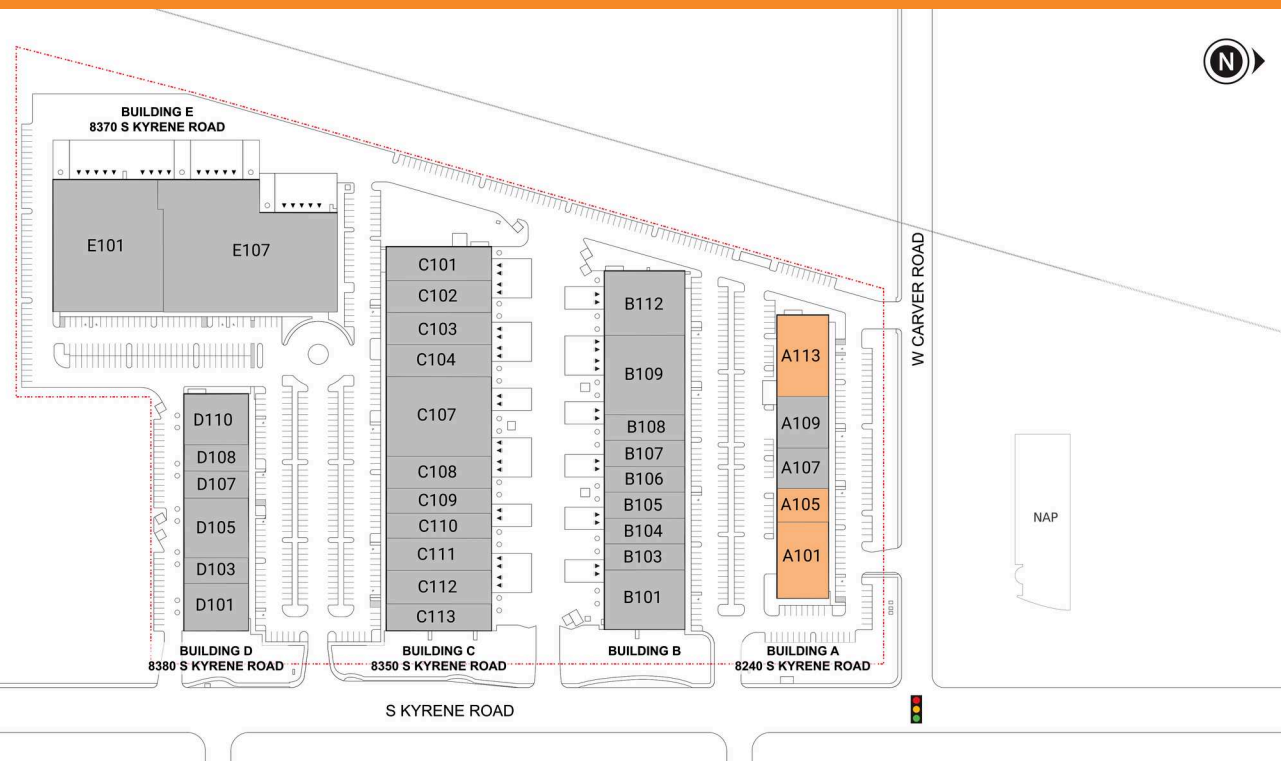 N
BUILDING E
8370 S KYRENE ROAD
E101
E107
C101
C102
C103
C104
C107
C108
C109
C110
C111
C112
C113
B112
B109
B108
B107
B106
B105
B104
B103
B101
A113
A109
A107
A105
A101
D110
D108
D107
D105
D103
D101
W CARVER ROAD
NAP
BUILDING D
8380 S KYRENE ROAD
BUILDING C
8350 S KYRENE ROAD
BUILDING B
BUILDING A
8240 S KYRENE ROAD
S KYRENE ROAD